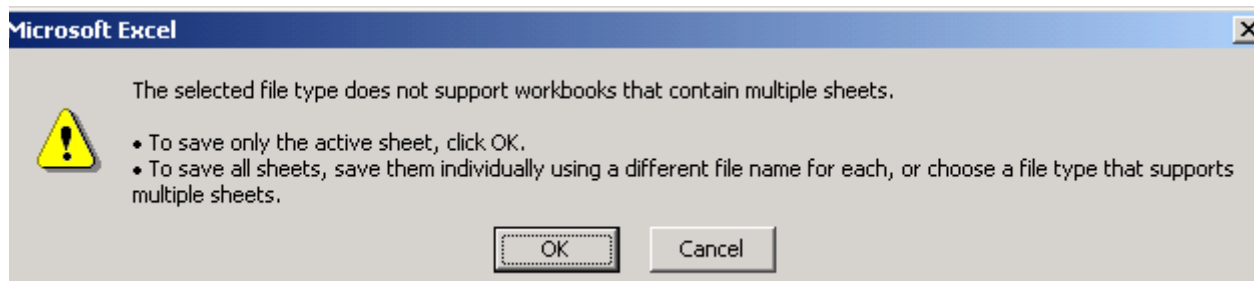 Microsoft Excel
The selected file type does not support workbooks that contain multiple sheets.
• To save only the active sheet, click OK.
• To save all sheets, save them individually using a different file name for each, or choose a file type that supports
multiple sheets.
OK
Cancel